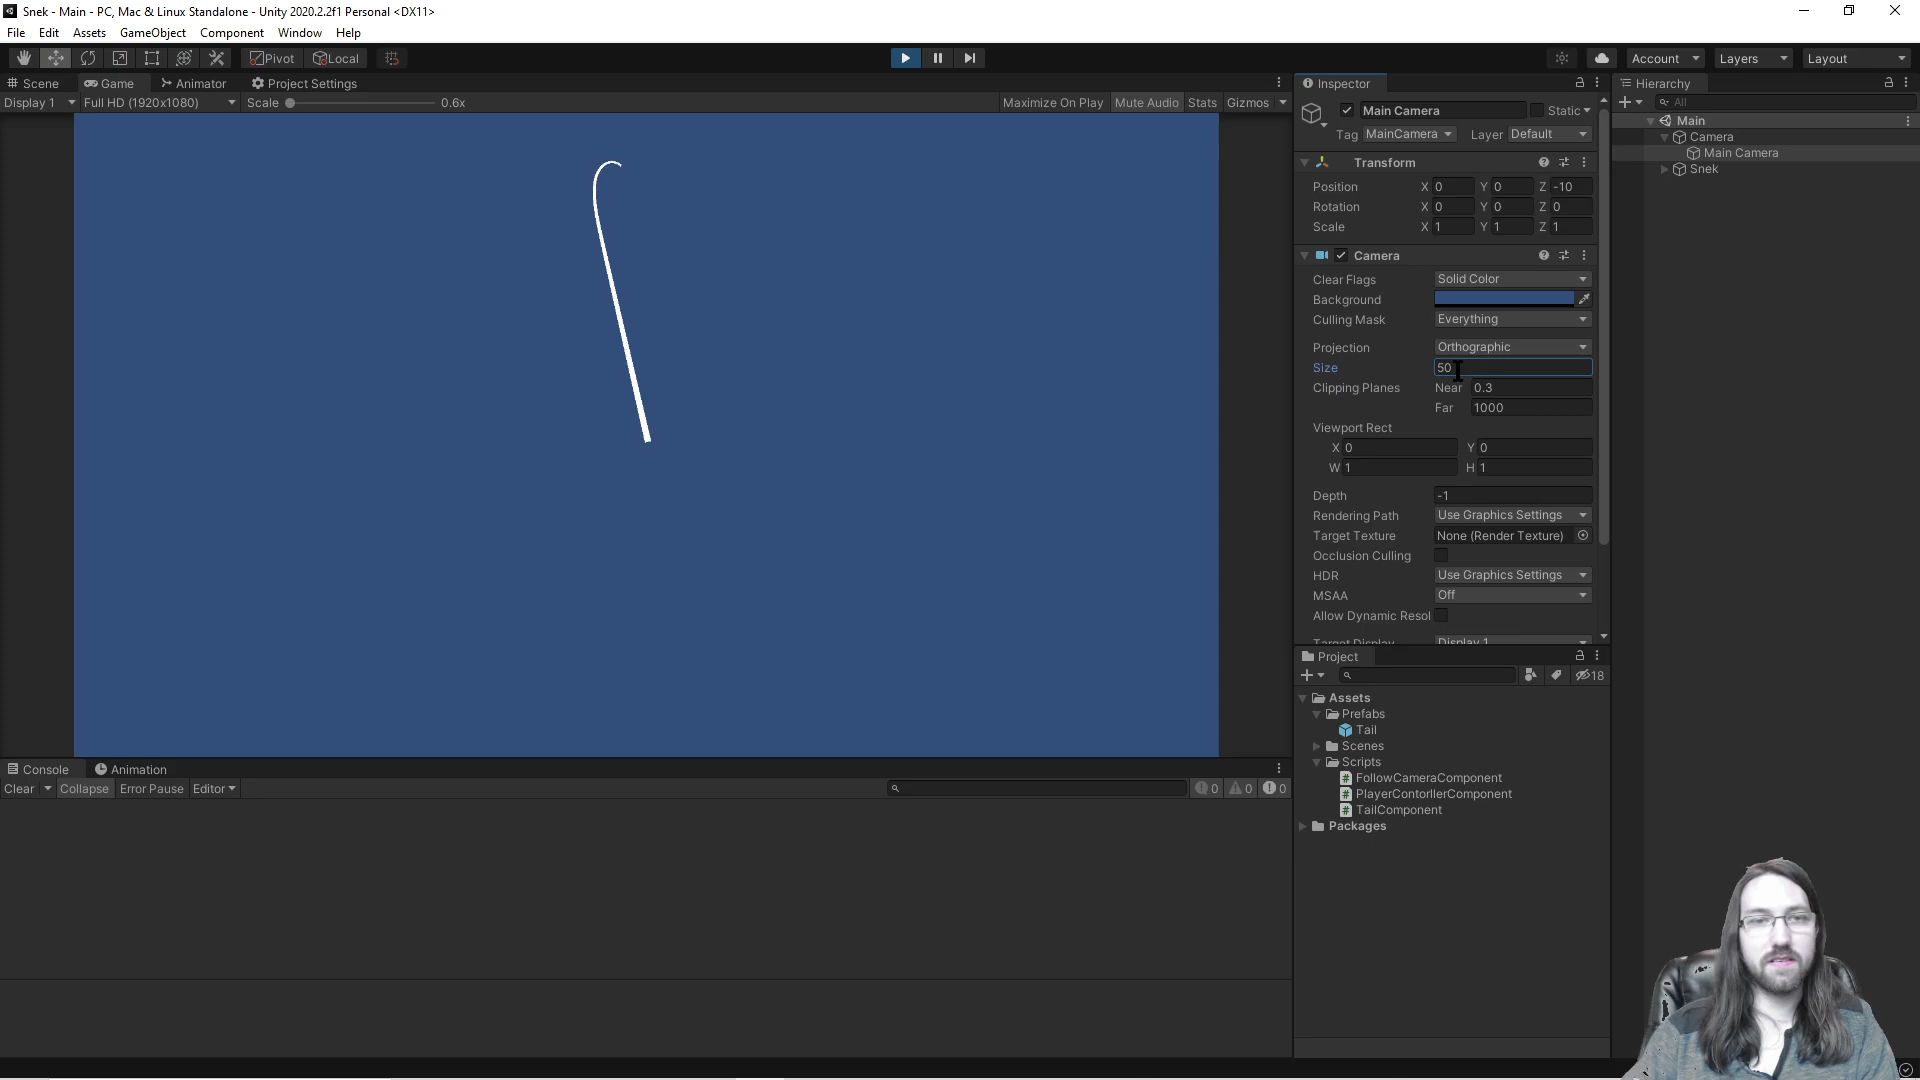 Snek - Main - PC, Mac & Linux Standalone - Unity 2020.2.2f1 Personal <DX11>
File Edit Assets GameObject Component Window Help
Pivot Local Account Layers Layout
Scene Game Animator Project Settings
Display 1 Full HD (1920x1080) Scale 0.6x Maximize On Play Mute Audio Stats Gizmos
Inspector
Main Camera Static
Tag MainCamera Layer Default
Transform
Position X 0 Y 0 Z -10
Rotation X 0 Y 0 Z 0
Scale X 1 Y 1 Z 1
Camera
Clear Flags Solid Color
Background
Culling Mask Everything
Projection Orthographic
Size 50
Clipping Planes Near 0.3
Far 1000
Viewport Rect
X 0 Y 0
W 1 H 1
Depth -1
Rendering Path Use Graphics Settings
Target Texture None (Render Texture)
Occlusion Culling
HDR Use Graphics Settings
MSAA Off
Allow Dynamic Resol
Target Display Display 1
Hierarchy
All
Main
Camera
Main Camera
Snek
Project
18
Assets
Prefabs
Tail
Scenes
Scripts
FollowCameraComponent
PlayerContorllerComponent
TailComponent
Packages
Console Animation
Clear Collapse Error Pause Editor 0 0 0